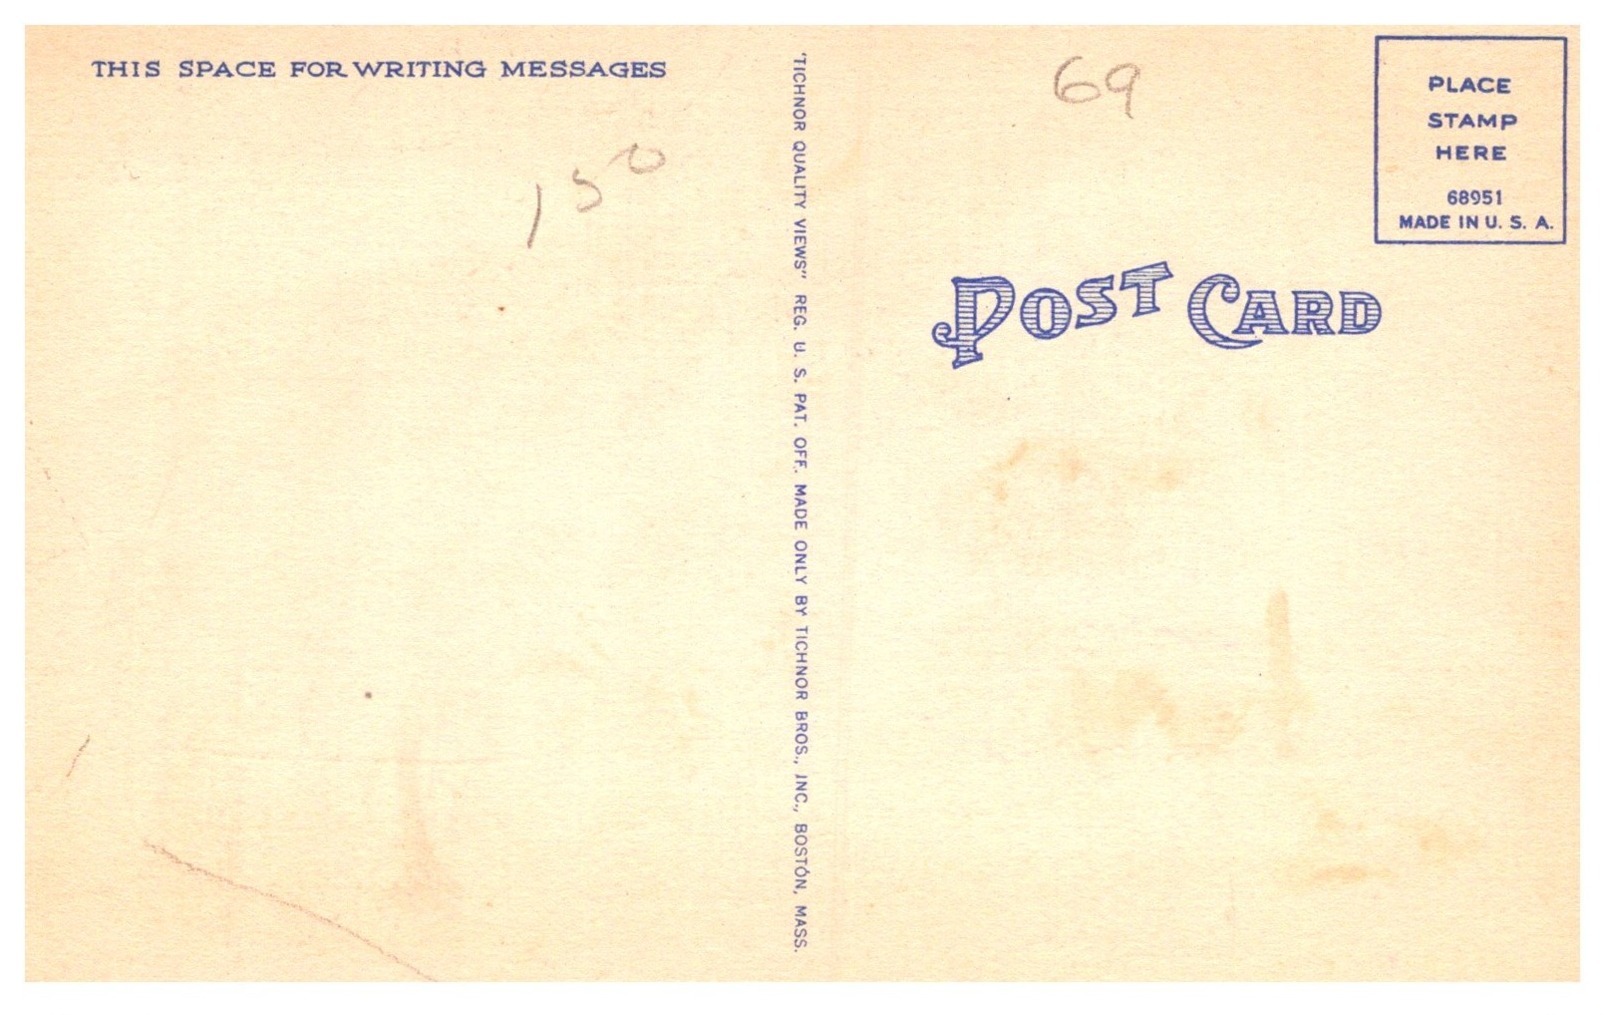 THIS SPACE FOR WRITING MESSAGES
150
"TICHNOR QUALITY VIEWS" REG. U. S. PAT. OFF. MADE ONLY BY TICHNOR BROS., INC., BOSTON, MASS.
69
PLACE
STAMP
HERE
68951
MADE IN U. S. A.
POST CARD